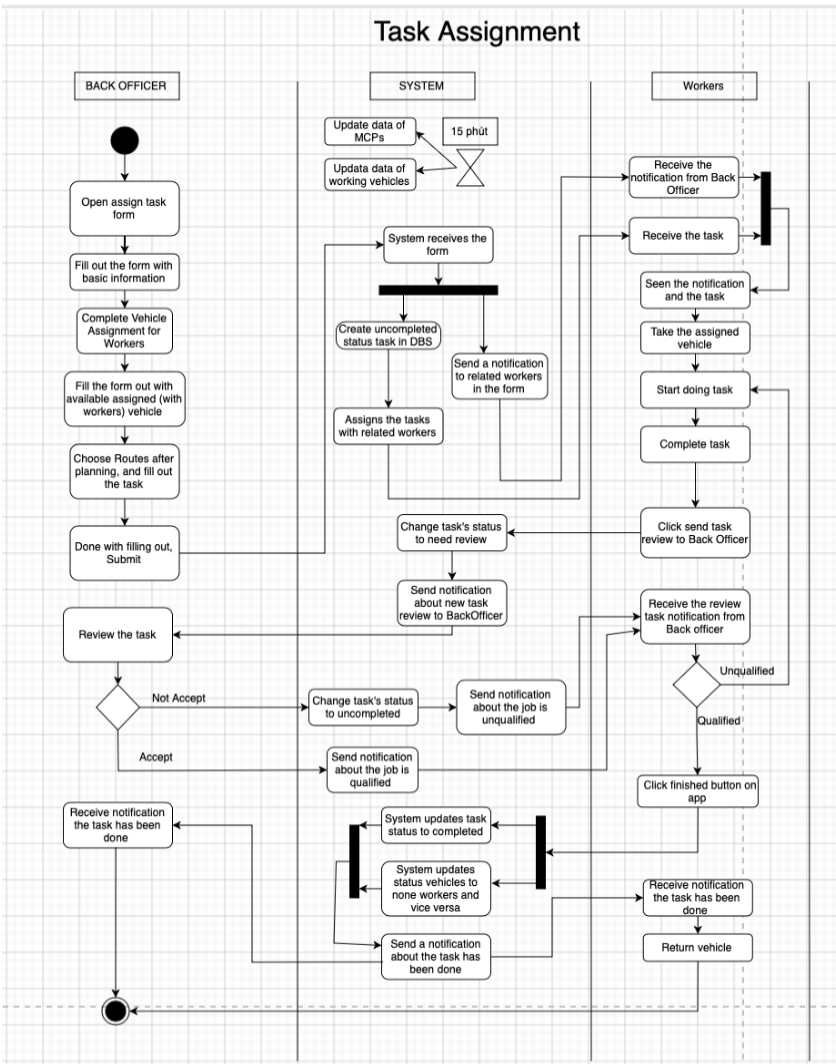 Task Assignment
BACK OFFICER
SYSTEM
Workers
Open assign task
form
Fill out the form with
basic information
Complete Vehicle
Assignment for
Workers
Fill the form out with
available assigned (with
workers) vehicle
Choose Routes after
planning, and fill out
the task
Done with filling out,
Submit
Update data of
MCPs
15 phút
Updata data of
working vehicles
System receives the
form
Create uncompleted
status task in DBS
Send a notification
to related workers
in the form
Assigns the tasks
with related workers
Receive the
notification from Back
Officer
Receive the task
Seen the notification
and the task
Take the assigned
vehicle
Start doing task
Complete task
Click send task
review to Back Officer
Change task's status
to need review
Send notification
about new task
review to BackOfficer
Review the task
Not Accept
Accept
Change task's status
to uncompleted
Send notification
about the job is
unqualified
Send notification
about the job is
qualified
Receive the review
task notification from
Back officer
Unqualified
Qualified
Click finished button on
app
System updates task
status to completed
System updates
status vehicles to
none workers and
vice versa
Send a notification
about the task has
been done
Receive notification
the task has been
done
Receive notification
the task has been
done
Return vehicle